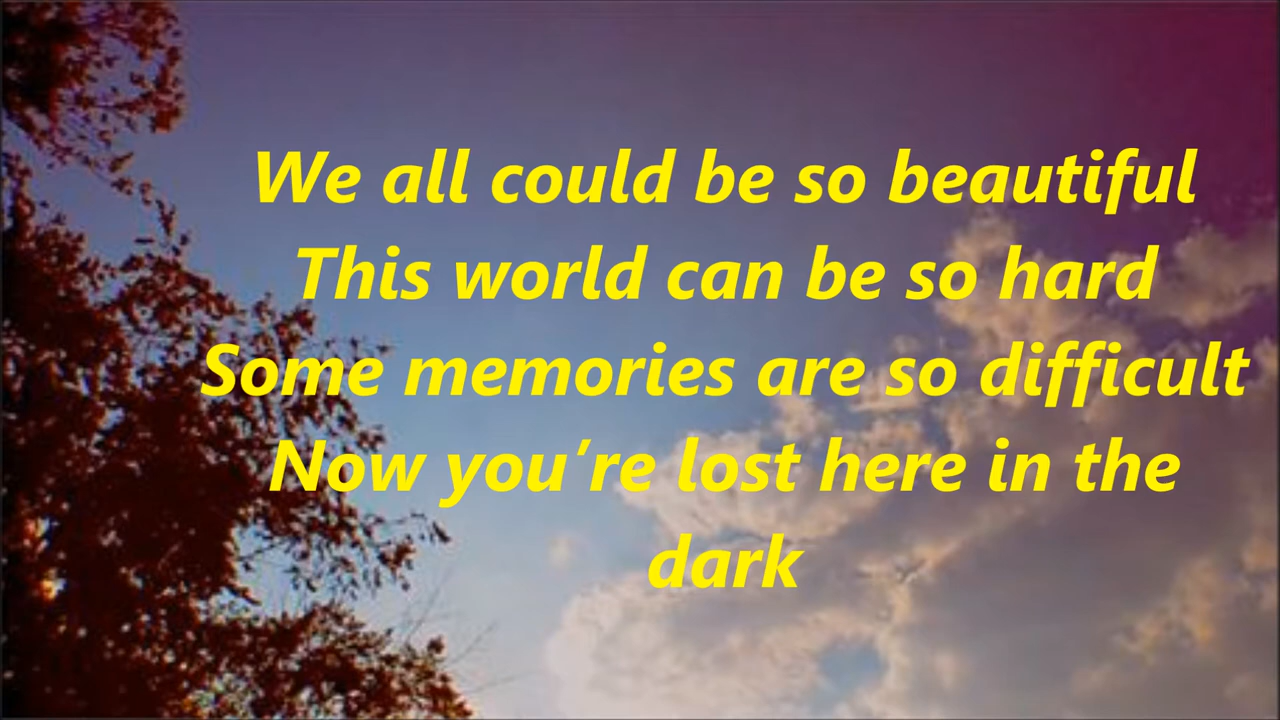 We all could be so beautiful
This world can be so hard
Some memories are so difficult
Now you’re lost here in the
dark